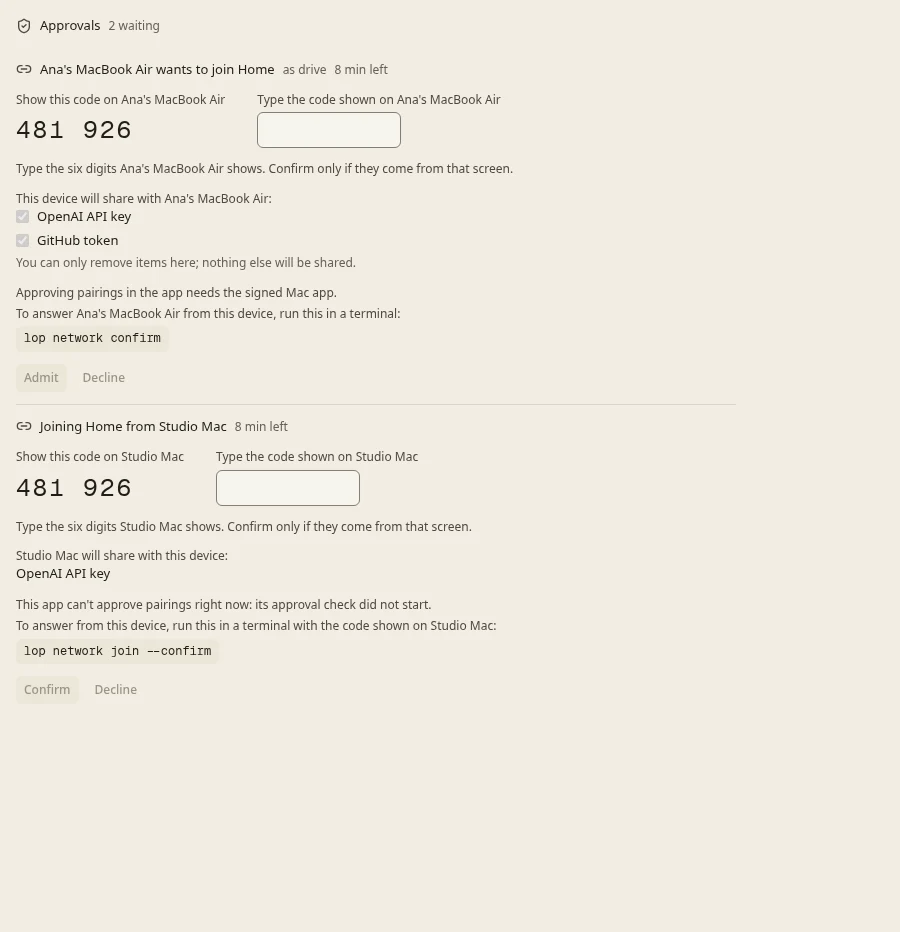 Approvals 2 waiting
Ana's MacBook Air wants to join Home as drive 8 min left
Show this code on Ana's MacBook Air
481 926
Type the code shown on Ana's MacBook Air
Type the six digits Ana's MacBook Air shows. Confirm only if they come from that screen.
This device will share with Ana's MacBook Air:
OpenAI API key
GitHub token
You can only remove items here; nothing else will be shared.
Approving pairings in the app needs the signed Mac app.
To answer Ana's MacBook Air from this device, run this in a terminal:
lop network confirm
Admit Decline
Joining Home from Studio Mac 8 min left
Show this code on Studio Mac
481 926
Type the code shown on Studio Mac
Type the six digits Studio Mac shows. Confirm only if they come from that screen.
Studio Mac will share with this device:
OpenAI API key
This app can't approve pairings right now: its approval check did not start.
To answer from this device, run this in a terminal with the code shown on Studio Mac:
lop network join --confirm
Confirm Decline